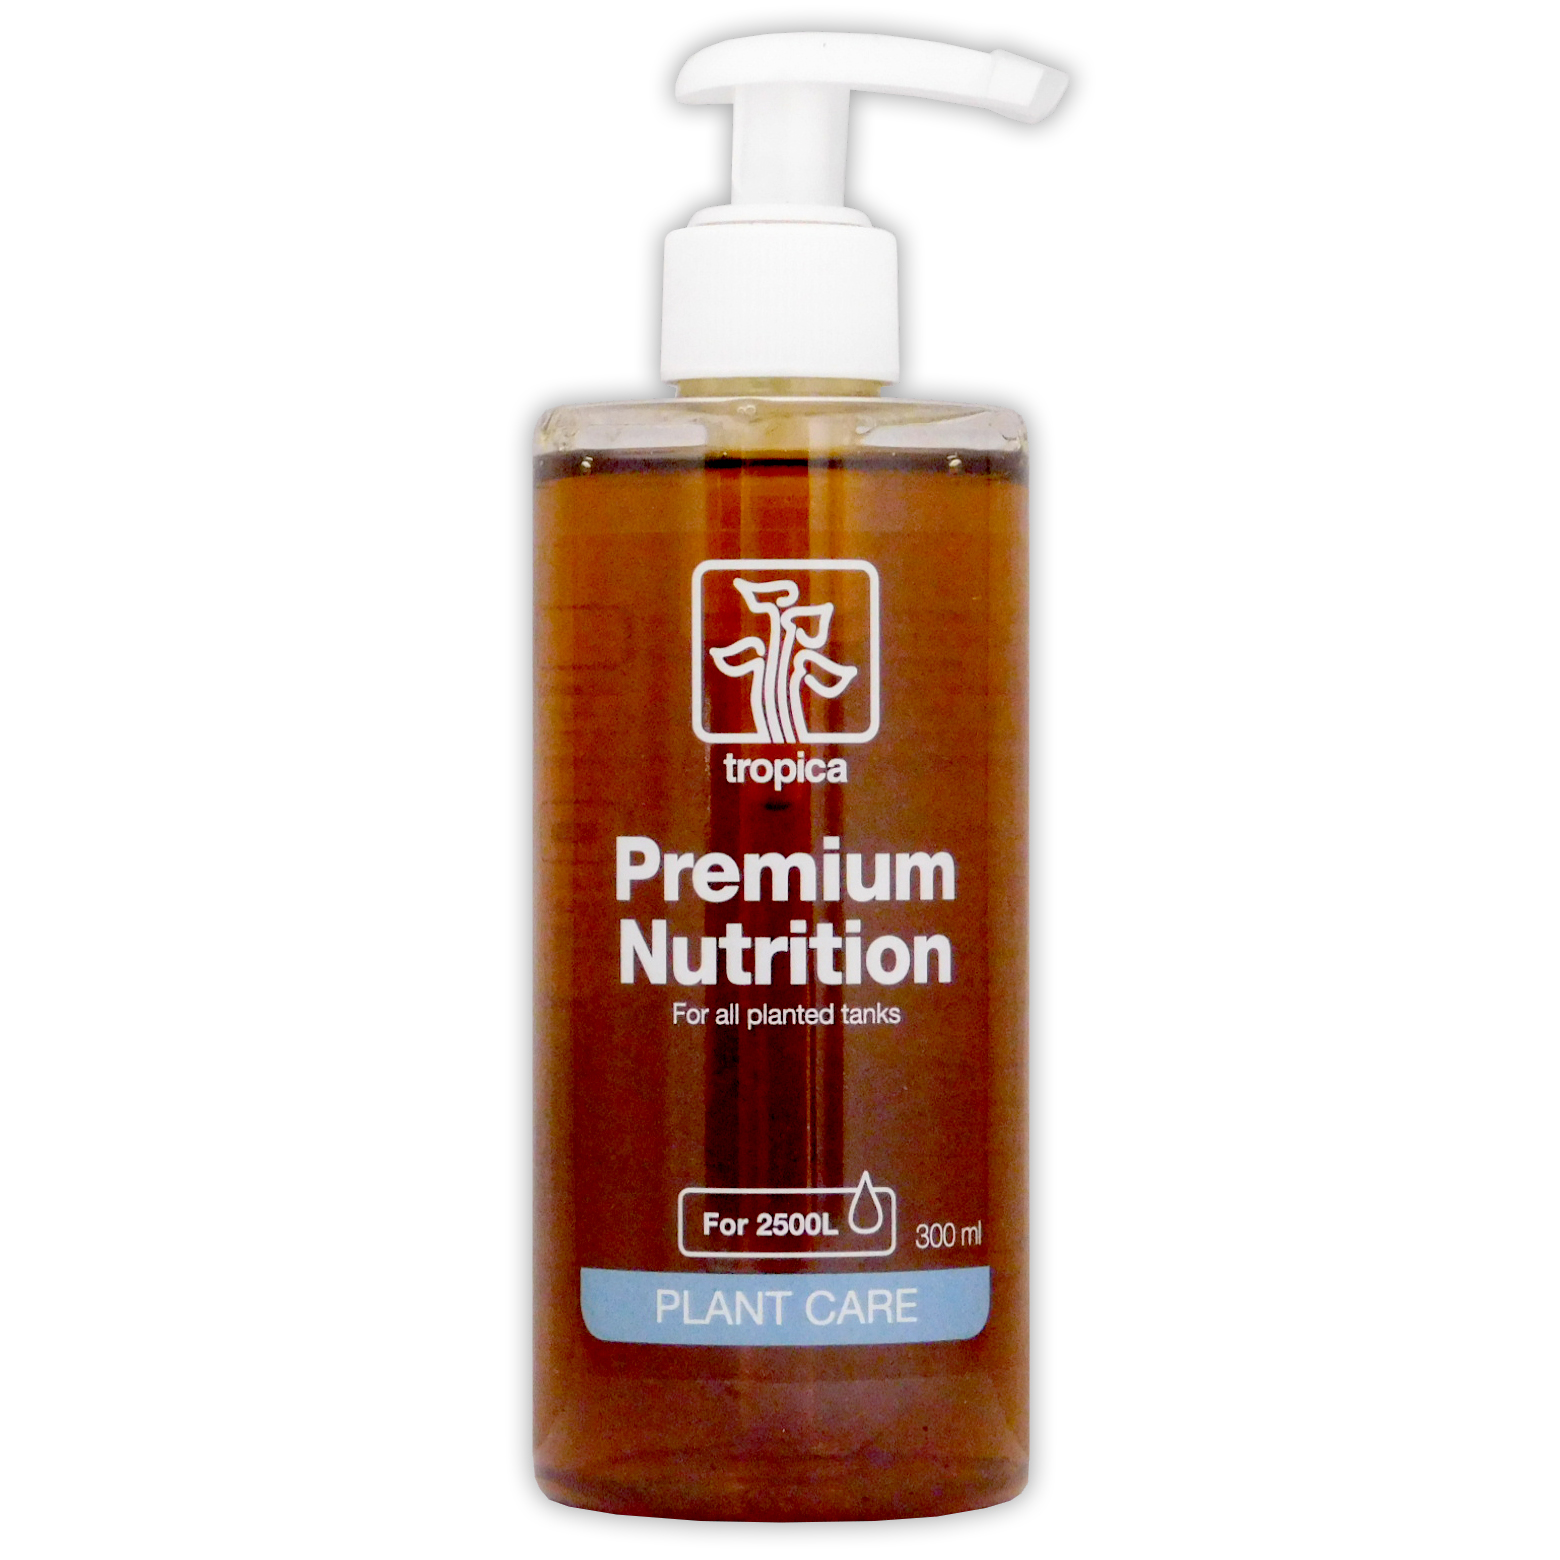 tropica
Premium
Nutrition
For all planted tanks
For 2500L
300 ml
PLANT CARE